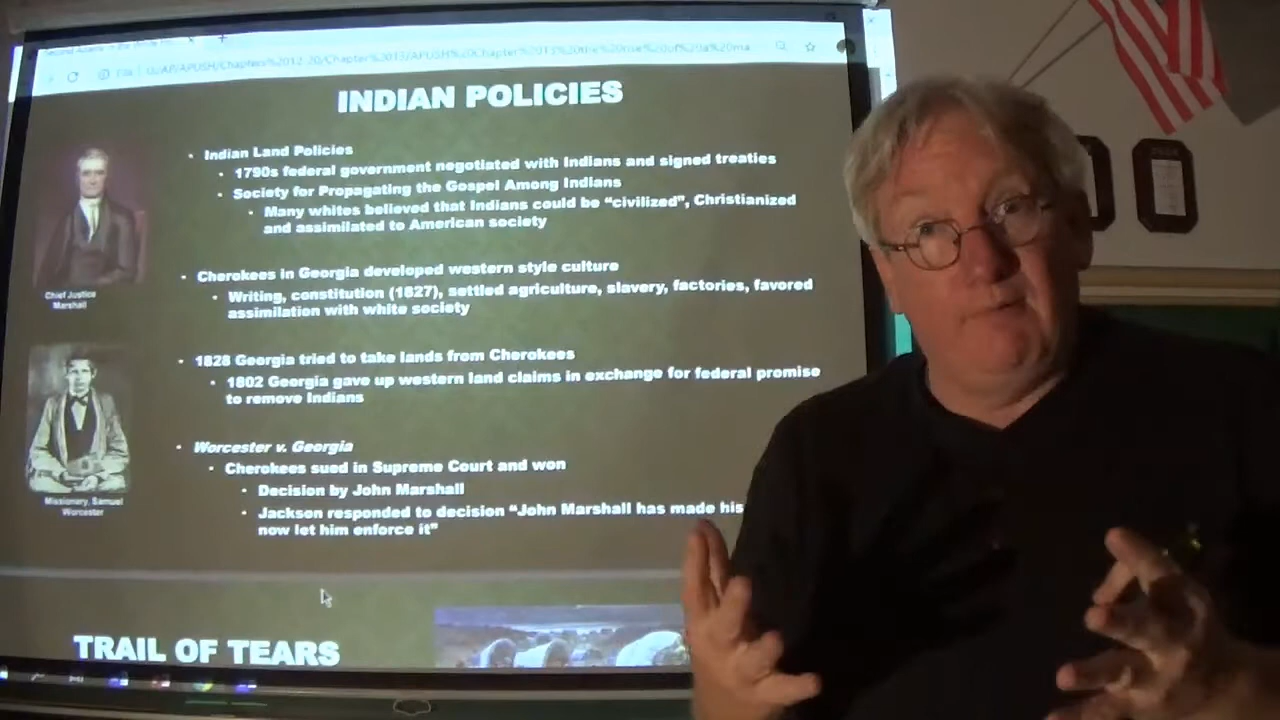 INDIAN POLICIES
Indian Land Policies
1790s federal government negotiated with Indians and signed treaties
Society for Propagating the Gospel Among Indians
Many whites believed that Indians could be "civilized", Christianized
and assimilated to American society
Cherokees in Georgia developed western style culture
Writing, constitution (1827), settled agriculture, slavery, factories, favored
assimilation with white society
1828 Georgia tried to take lands from Cherokees
1802 Georgia gave up western land claims in exchange for federal promise
to remove Indians
Worcester v. Georgia
Cherokees sued in Supreme Court and won
Decision by John Marshall
Jackson responded to decision "John Marshall has made his
now let him enforce it"
Chief Justice
Marshall
Missionary, Samuel
Worcester
TRAIL OF TEARS